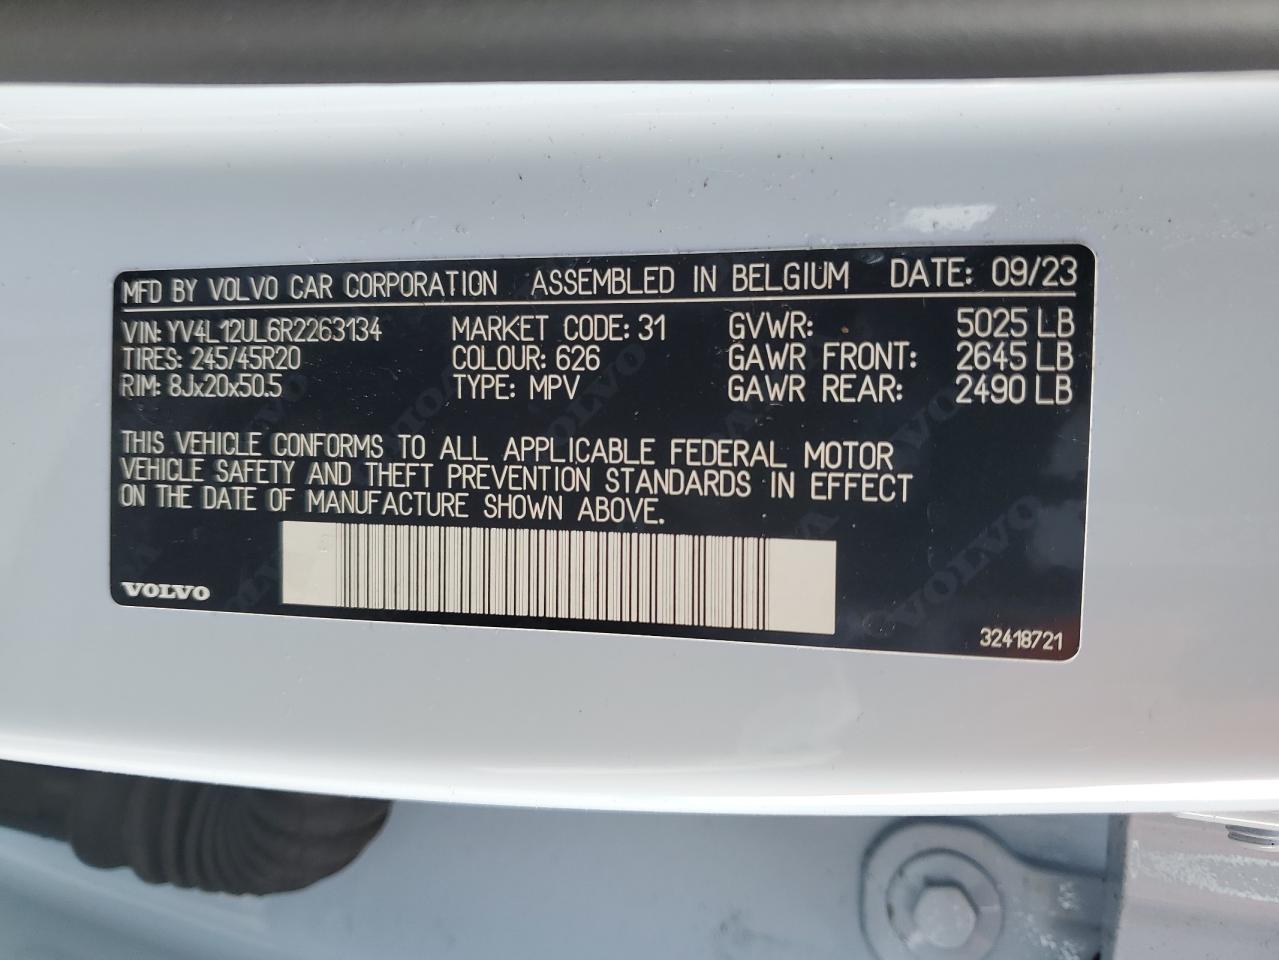 MFD BY VOLVO CAR CORPORATION ASSEMBLED IN BELGIUM DATE: 09/23
VIN: YV4L12UL6R2263134 MARKET CODE: 31 GVWR: 5025 LB
TIRES: 245/45R20 COLOUR: 626 GAWR FRONT: 2645 LB
RIM: 8Jx20x50.5 TYPE: MPV GAWR REAR: 2490 LB
THIS VEHICLE CONFORMS TO ALL APPLICABLE FEDERAL MOTOR
VEHICLE SAFETY AND THEFT PREVENTION STANDARDS IN EFFECT
ON THE DATE OF MANUFACTURE SHOWN ABOVE.
VOLVO
32418721